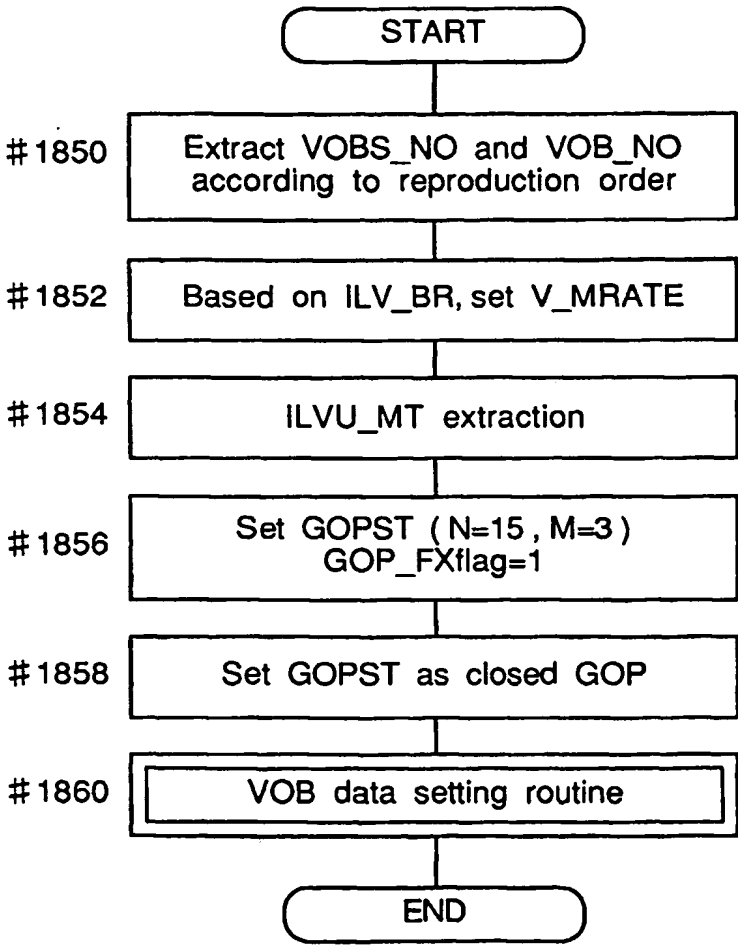 START
#1850
Extract VOBS_NO and VOB_NO
according to reproduction order
#1852
Based on ILV_BR, set V_MRATE
#1854
ILVU_MT extraction
#1856
Set GOPST ( N=15 , M=3 )
GOP_FXflag=1
#1858
Set GOPST as closed GOP
#1860
VOB data setting routine
END